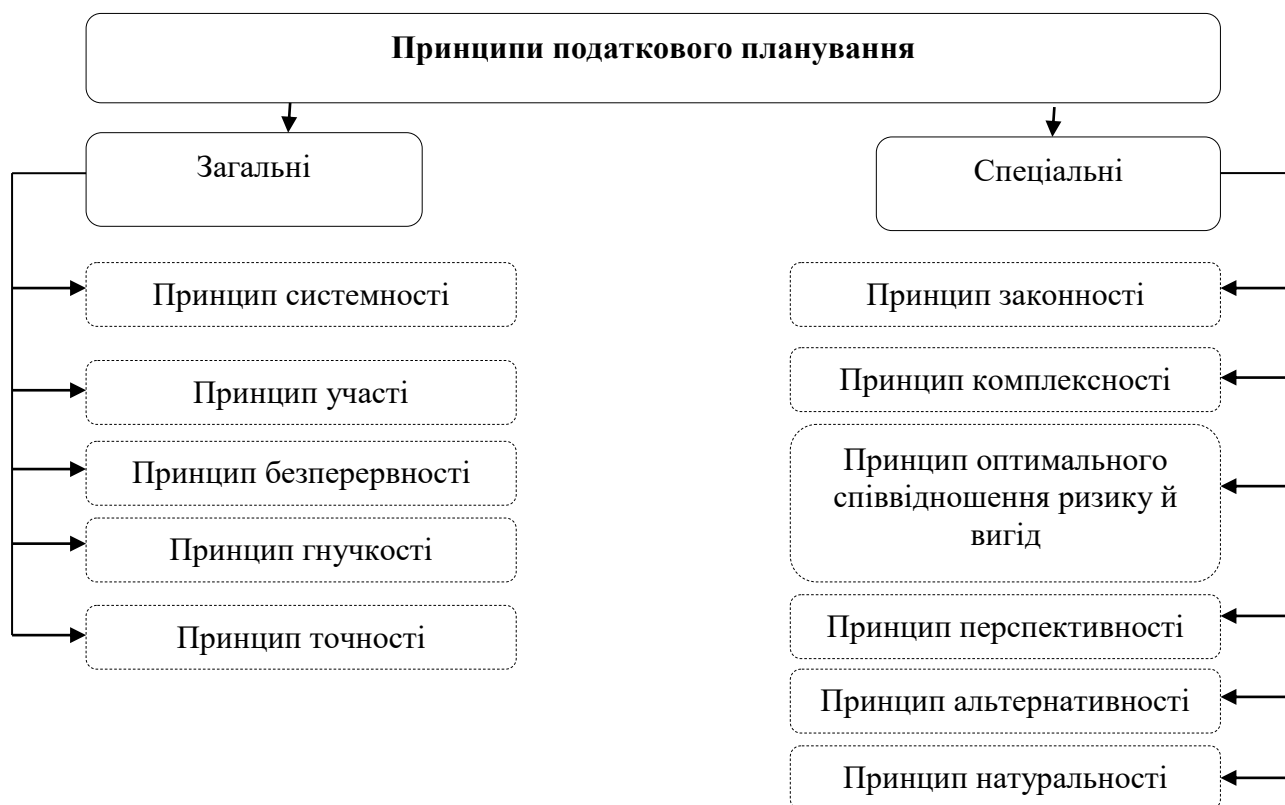 Принципи податкового планування
Загальні
Принцип системності
Принцип участі
Принцип безперервності
Принцип гнучкості
Принцип точності
Спеціальні
Принцип законності
Принцип комплексності
Принцип оптимального
співвідношення ризику й
вигід
Принцип перспективності
Принцип альтернативності
Принцип натуральності